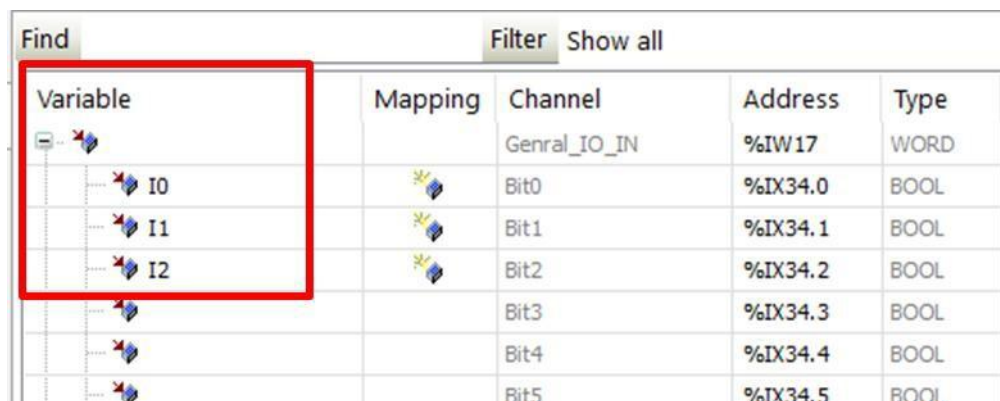 Find Filter Show all
Variable Mapping Channel Address Type
Genral_IO_IN %IW17 WORD
I0 Bit0 %IX34.0 BOOL
I1 Bit1 %IX34.1 BOOL
I2 Bit2 %IX34.2 BOOL
Bit3 %IX34.3 BOOL
Bit4 %IX34.4 BOOL
Bit5 %IX34.5 BOOL